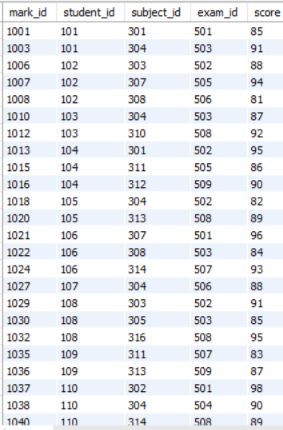 mark_id student_id subject_id exam_id score
1001 101 301 501 85
1003 101 304 503 91
1006 102 303 502 88
1007 102 307 505 94
1008 102 308 506 81
1010 103 304 503 87
1012 103 310 508 92
1013 104 301 502 95
1015 104 311 505 86
1016 104 312 509 90
1018 105 304 502 82
1020 105 313 508 89
1021 106 307 501 96
1022 106 308 503 84
1024 106 314 507 93
1027 107 304 506 88
1029 108 303 502 91
1030 108 305 503 85
1032 108 316 508 95
1035 109 311 507 83
1036 109 313 509 87
1037 110 302 501 98
1038 110 304 504 90
1040 110 314 508 89